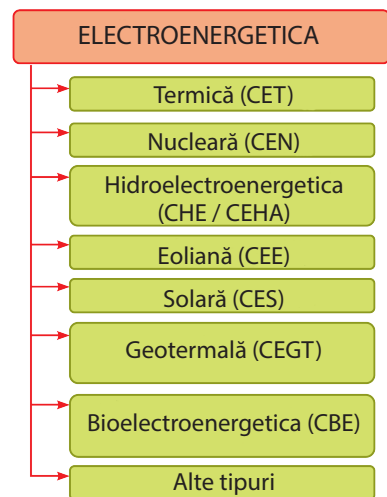 ELECTROENERGETICA
Termică (CET)
Nucleară (CEN)
Hidroelectroenergetica
(CHE / CEHA)
Eoliană (CEE)
Solară (CES)
Geotermală (CEGT)
Bioelectroenergetica (CBE)
Alte tipuri